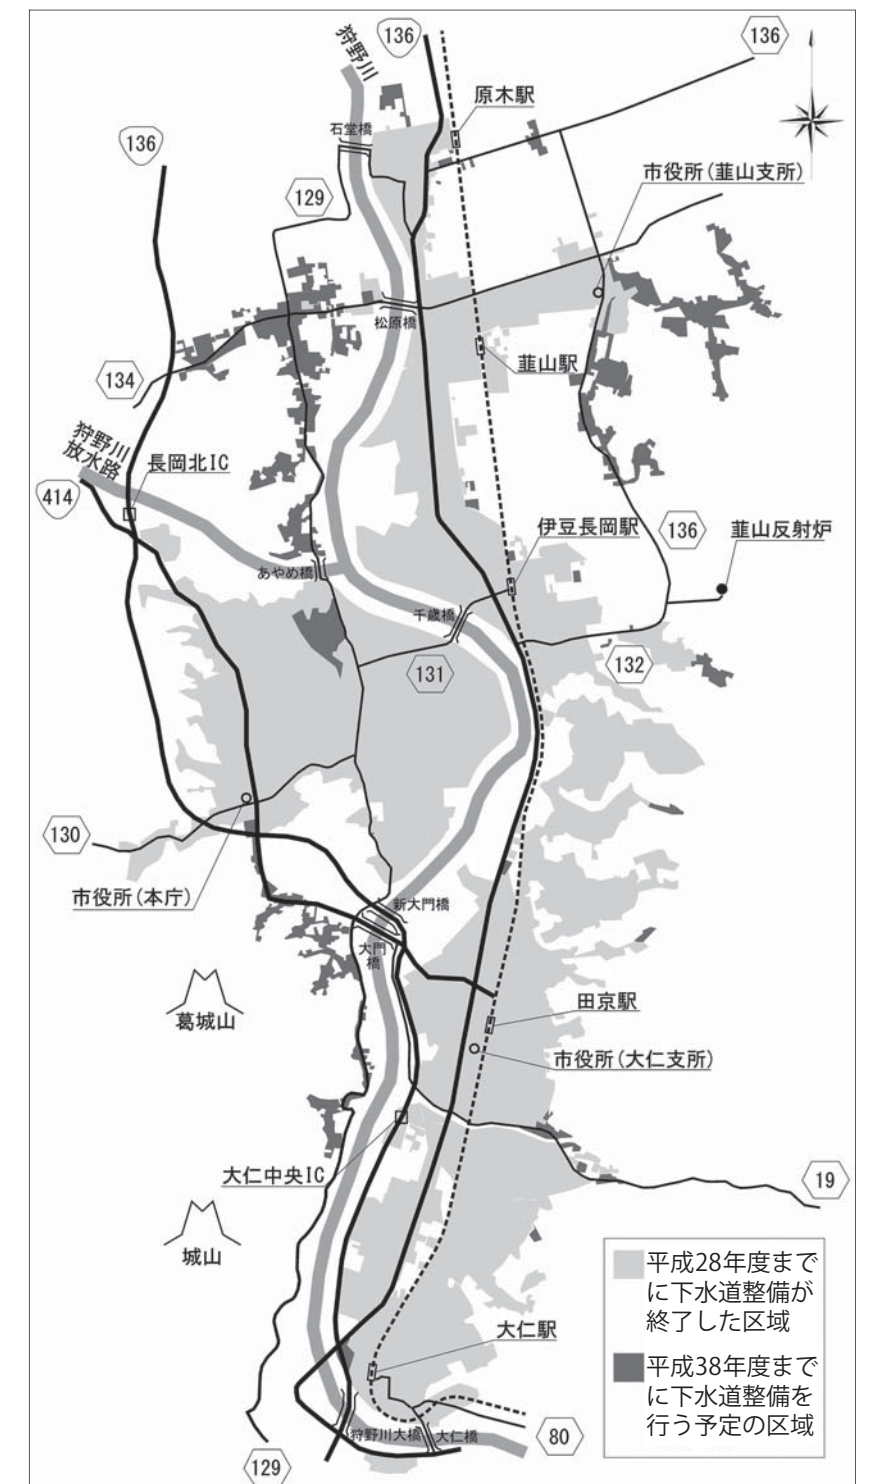 狩野川
136
136
原木駅
石堂橋
136
市役所(韮山支所)
129
松原橋
韮山駅
134
狩野川
放水路
長岡北IC
414
伊豆長岡駅
136
韮山反射炉
あやめ橋
千歳橋
131
132
130
市役所(本庁)
新大門橋
大門
橋
葛城山
田京駅
市役所(大仁支所)
大仁中央IC
19
城山
平成28年度まで
に下水道整備が
終了した区域
平成38年度まで
に下水道整備を
行う予定の区域
大仁駅
狩野川大橋
大仁橋
80
129